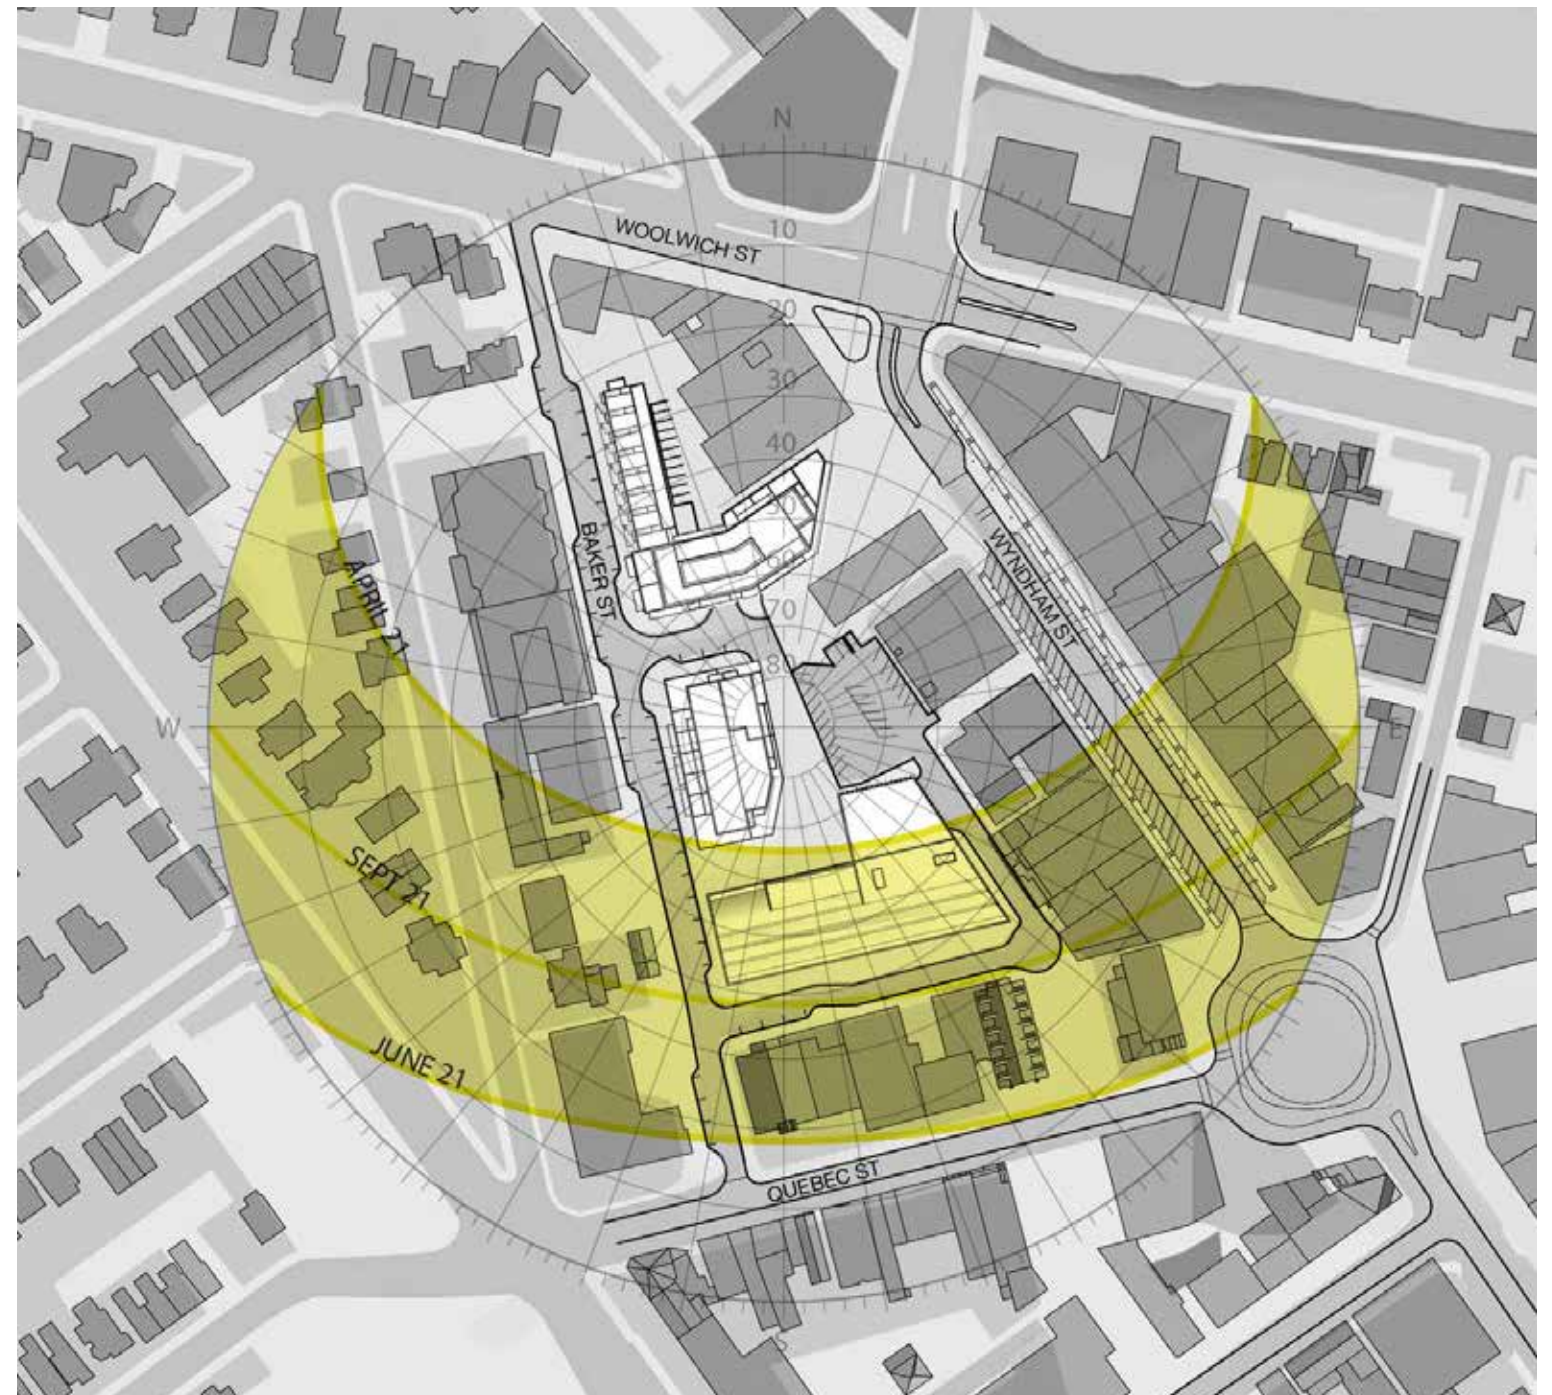 N
10
WOOLWICH ST
20
30
40
50
60
70
80
BAKER ST
WYNDHAM ST
APRIL 21
W
E
SEPT. 21
JUNE 21
QUEBEC ST